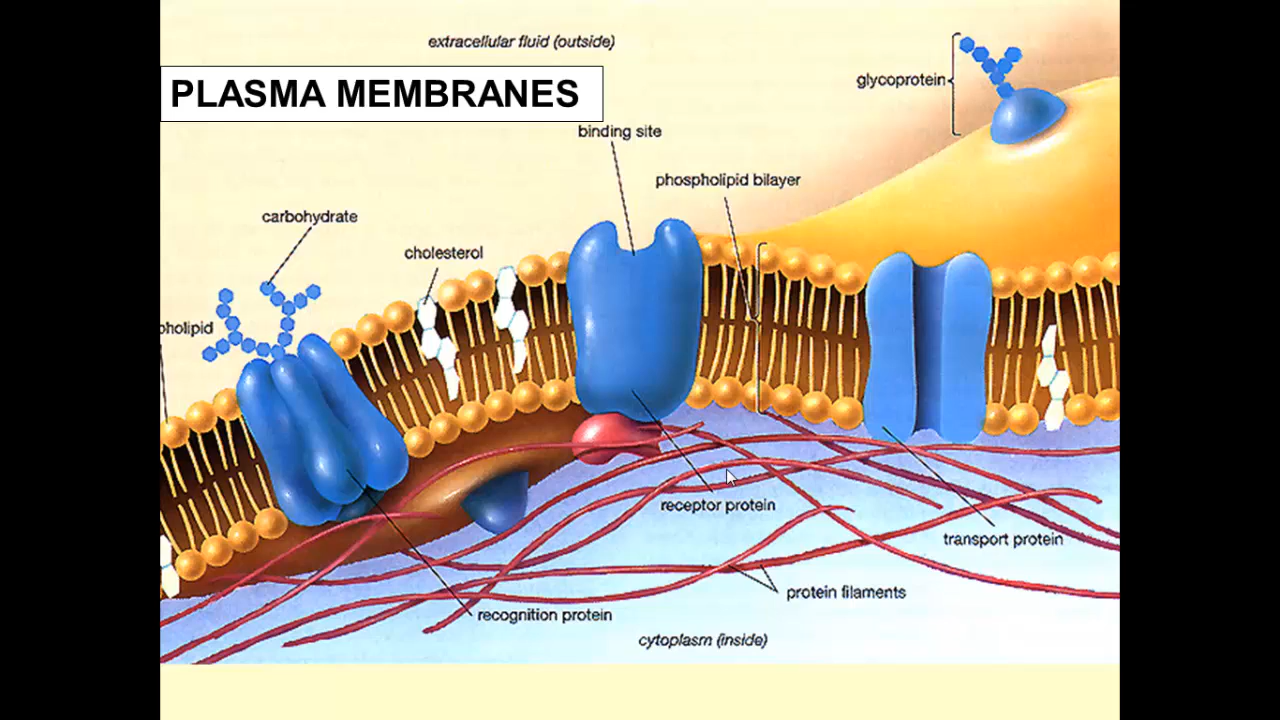 extracellular fluid (outside)
PLASMA MEMBRANES
glycoprotein
binding site
phospholipid bilayer
carbohydrate
cholesterol
pholipid
receptor protein
transport protein
protein filaments
recognition protein
cytoplasm (inside)